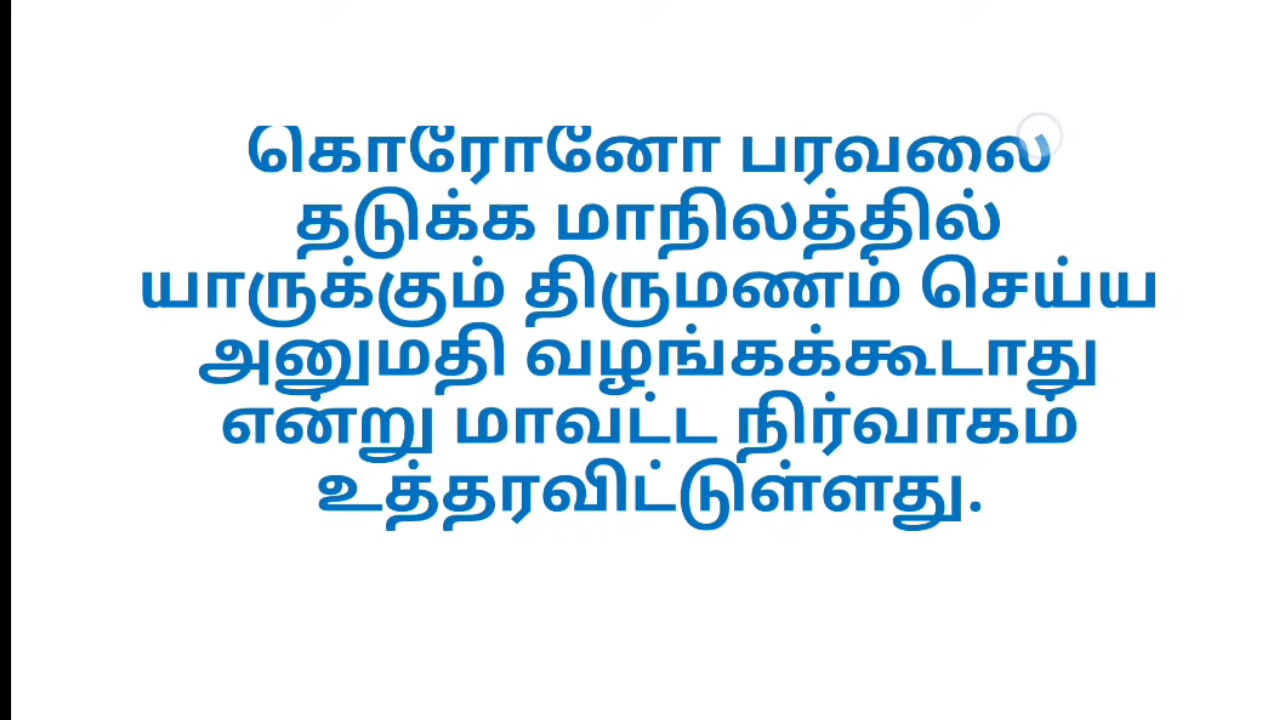 கொரோனோ பரவலை
தடுக்க மாநிலத்தில்
யாருக்கும் திருமணம் செய்ய
அனுமதி வழங்கக்கூடாது
என்று மாவட்ட நிர்வாகம்
உத்தரவிட்டுள்ளது.